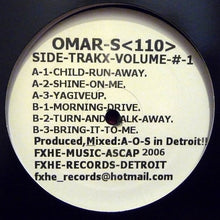 OMAR-S<110>
SIDE-TRAKX-VOLUME-#-1
A-1-CHILD-RUN-AWAY.
A-2-SHINE-ON-ME.
A-3-YAGIVEUP.
B-1-MORNING-DRIVE.
B-2-TURN-AND WALK-AWAY.
B-3-BRING-IT-TO-ME.
Produced,Mixed:A-O-S in Detroit!!
FXHE-MUSIC-ASCAP 2006
FXHE-RECORDS-DETROIT
fxhe_records@hotmail.com